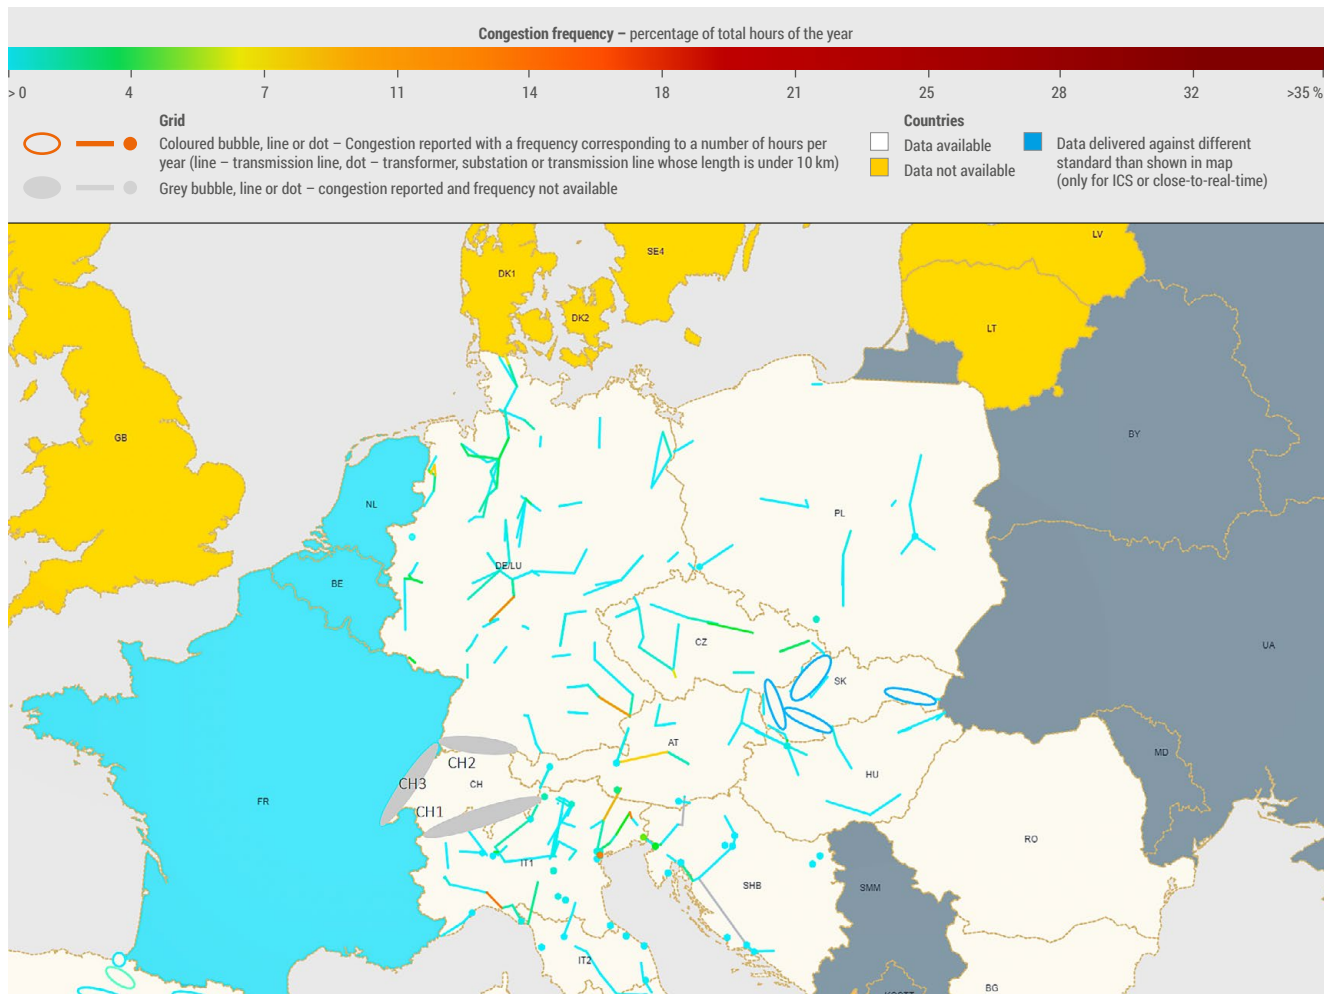 Congestion frequency – percentage of total hours of the year
> 0 4 7 11 14 18 21 25 28 32 >35 %
Grid
Coloured bubble, line or dot – Congestion reported with a frequency corresponding to a number of hours per
year (line – transmission line, dot – transformer, substation or transmission line whose length is under 10 km)
Grey bubble, line or dot – congestion reported and frequency not available
Countries
Data available
Data not available
Data delivered against different
standard than shown in map
(only for ICS or close-to-real-time)
LV
SE4
DK1
DK2
LT
GB
BY
NL
PL
DE/LU
BE
CZ
UA
SK
AT
MD
CH2
CH3
CH
HU
FR
CH1
RO
IT1
SHB
SMM
IT2
BG
KOSTT